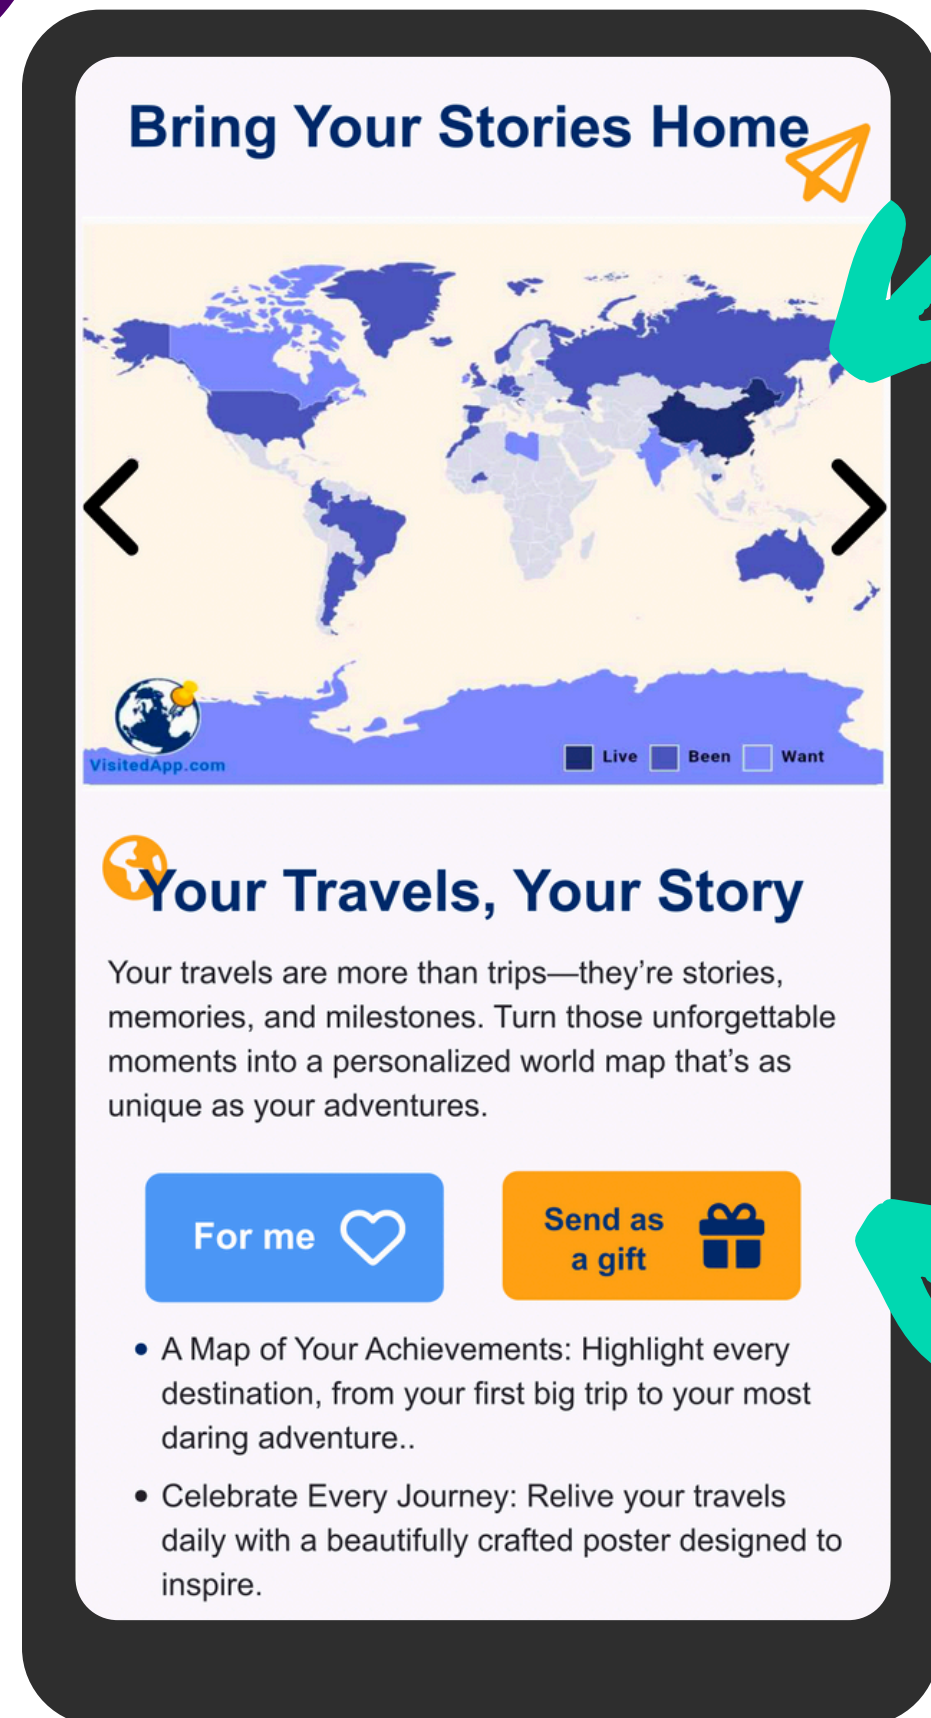 Bring Your Stories Home
VisitedApp.com
Live Been Want
Your Travels, Your Story
Your travels are more than trips—they’re stories,
memories, and milestones. Turn those unforgettable
moments into a personalized world map that’s as
unique as your adventures.
For me
Send as
a gift
• A Map of Your Achievements: Highlight every
destination, from your first big trip to your most
daring adventure..
• Celebrate Every Journey: Relive your travels
daily with a beautifully crafted poster designed to
inspire.